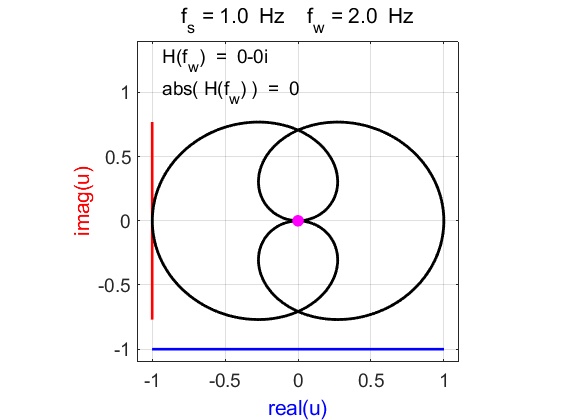 f_s = 1.0 Hz f_w = 2.0 Hz
H(f_w) = 0-0i
abs( H(f_w) ) = 0
1
0.5
0
-0.5
-1
imag(u)
-1 -0.5 0 0.5 1
real(u)